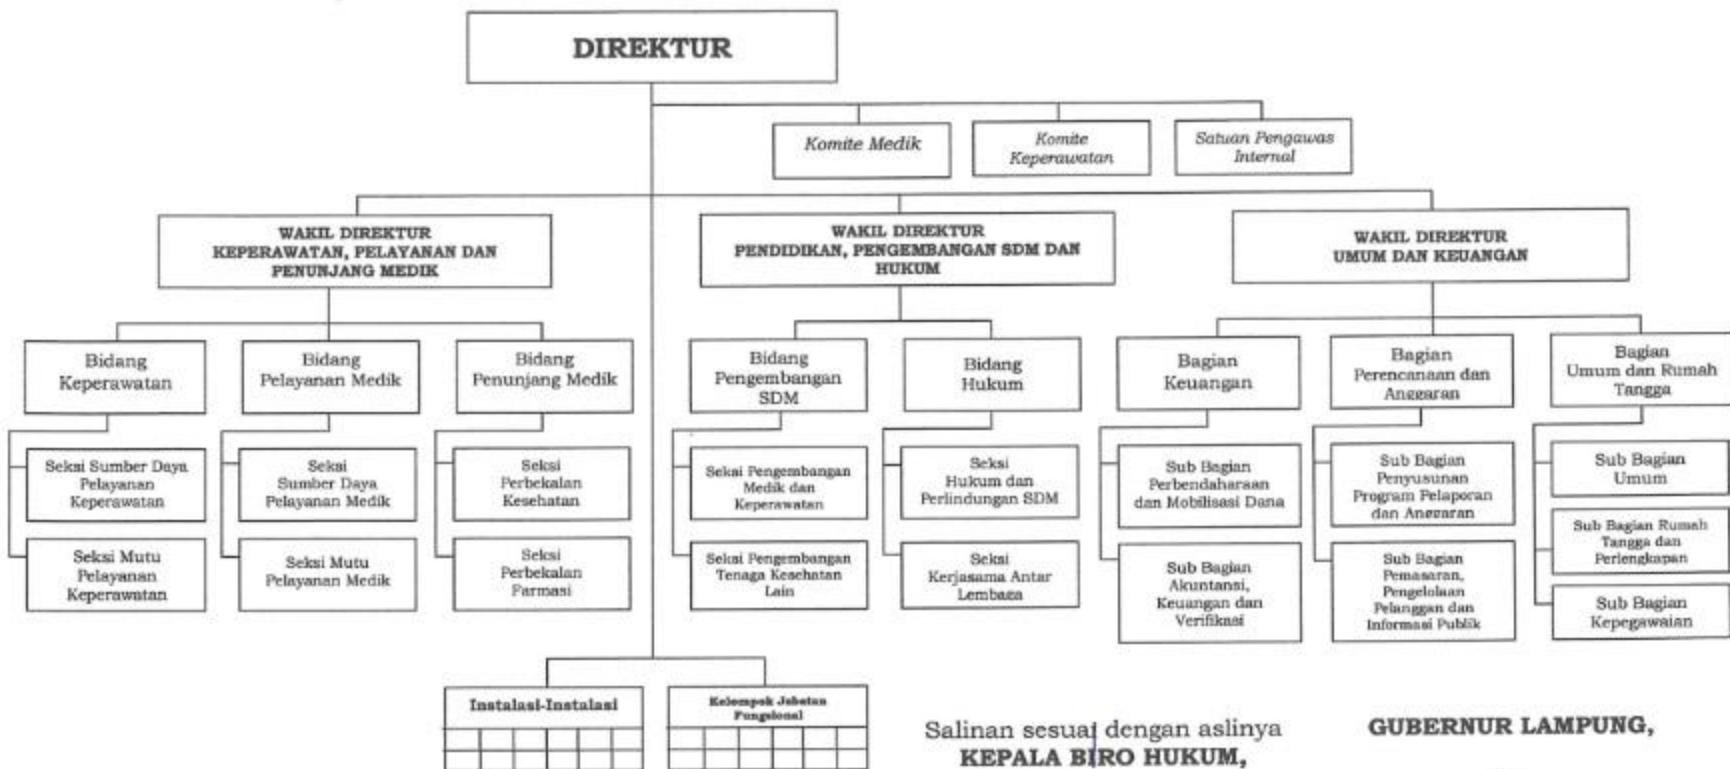 DIREKTUR
Komite Medik
Komite
Keperawatan
Satuan Pengawas
Internal
WAKIL DIREKTUR
KEPERAWATAN, PELAYANAN DAN
PENUNJANG MEDIK
WAKIL DIREKTUR
PENDIDIKAN, PENGEMBANGAN SDM DAN
HUKUM
WAKIL DIREKTUR
UMUM DAN KEUANGAN
Bidang
Keperawatan
Bidang
Pelayanan Medik
Bidang
Penunjang Medik
Bidang
Pengembangan
SDM
Bidang
Hukum
Bagian
Keuangan
Bagian
Perencanaan dan
Anggaran
Bagian
Umum dan Rumah
Tangga
Seksi Sumber Daya
Pelayanan
Keperawatan
Seksi
Sumber Daya
Pelayanan Medik
Seksi
Perbekalan
Kesehatan
Seksi Pengembangan
Medik dan
Keperawatan
Seksi
Hukum dan
Perlindungan SDM
Sub Bagian
Perbendaharaan
dan Mobilisasi Dana
Sub Bagian
Penyusunan
Program Pelaporan
dan Anggaran
Sub Bagian
Umum
Seksi Mutu
Pelayanan
Keperawatan
Seksi Mutu
Pelayanan Medik
Seksi
Perbekalan
Farmasi
Seksi Pengembangan
Tenaga Kesehatan
Lain
Seksi
Kerjasama Antar
Lembaga
Sub Bagian
Akuntansi,
Keuangan dan
Verifikasi
Sub Bagian
Pemasaran,
Pengelolaan
Pelanggan dan
Informasi Publik
Sub Bagian Rumah
Tangga dan
Perlengkapan
Sub Bagian
Kepegawaian
Instalasi-Instalasi
Kelompok Jabatan
Fungsional
Salinan sesuai dengan aslinya
KEPALA BIRO HUKUM,
GUBERNUR LAMPUNG,